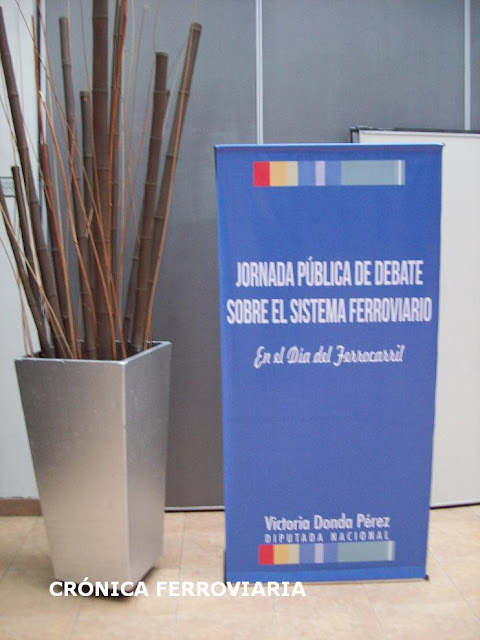 JORNADA PÚBLICA DE DEBATE
SOBRE EL SISTEMA FERROVIARIO
En el Día del Ferrocarril
Victoria Donda Pérez
DIPUTADA NACIONAL
CRÓNICA FERROVIARIA